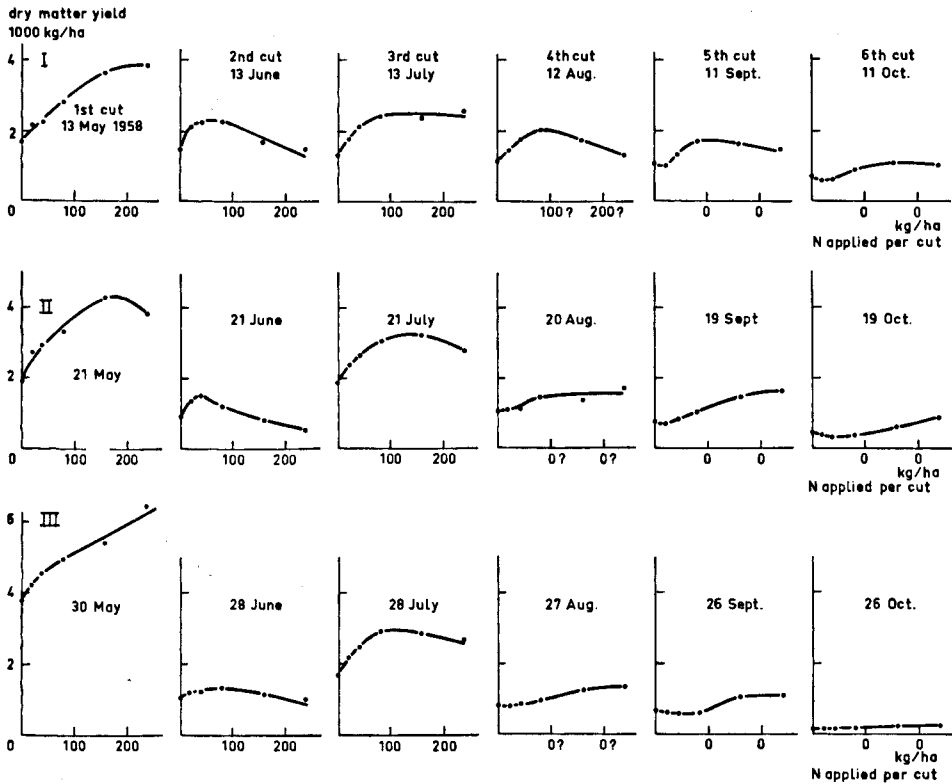 dry matter yield
1000 kg/ha
I
4
2
0
1st cut
13 May 1958
100 200
2nd cut
13 June
100 200
3rd cut
13 July
100 200
4th cut
12 Aug.
100? 200?
5th cut
11 Sept.
0 0
6th cut
11 Oct.
0 0
kg/ha
N applied per cut
II
4
2
0
21 May
100 200
21 June
100 200
21 July
100 200
20 Aug.
0? 0?
19 Sept
0 0
19 Oct.
0 0
kg/ha
N applied per cut
III
6
4
2
0
30 May
100 200
28 June
100 200
28 July
100 200
27 Aug.
0? 0?
26 Sept.
0 0
26 Oct.
0 0
kg/ha
N applied per cut